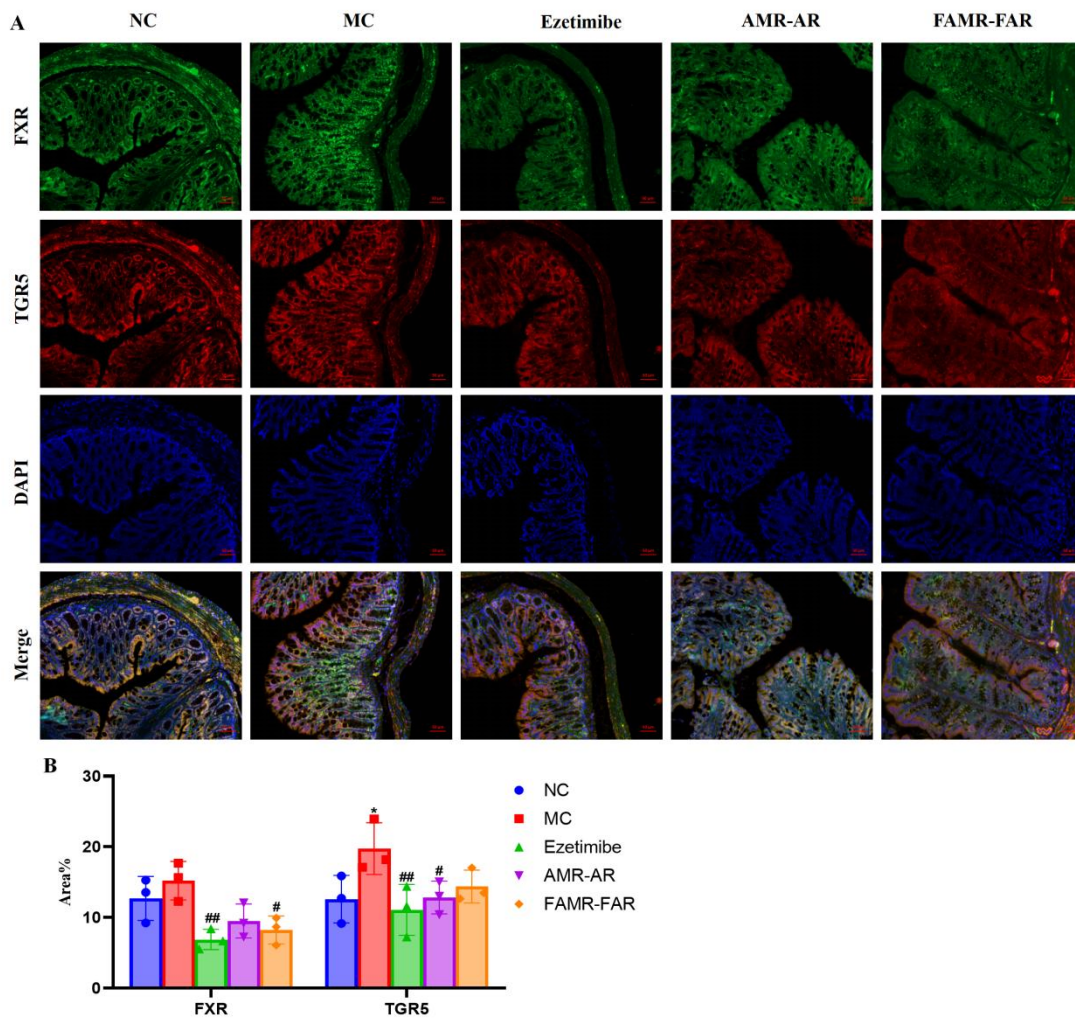 A
NC MC Ezetimibe AMR-AR FAMR-FAR
FXR
TGR5
DAPI
Merge
B
Area%
30
20
10
0
* ## # ## #
FXR TGR5
NC
MC
Ezetimibe
AMR-AR
FAMR-FAR